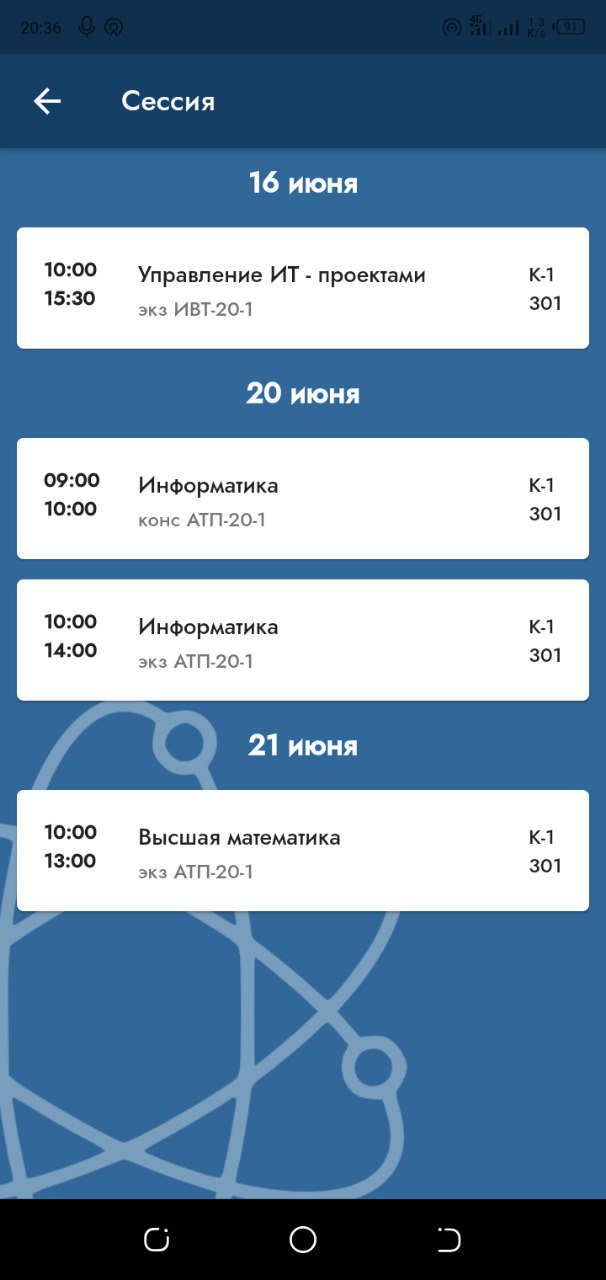 20:36
4G
1.3
K/s
91
Сессия
16 июня
10:00 Управление ИТ - проектами К-1
15:30 экз ИВТ-20-1 301
20 июня
09:00 Информатика К-1
10:00 конс АТП-20-1 301
10:00 Информатика К-1
14:00 экз АТП-20-1 301
21 июня
10:00 Высшая математика К-1
13:00 экз АТП-20-1 301